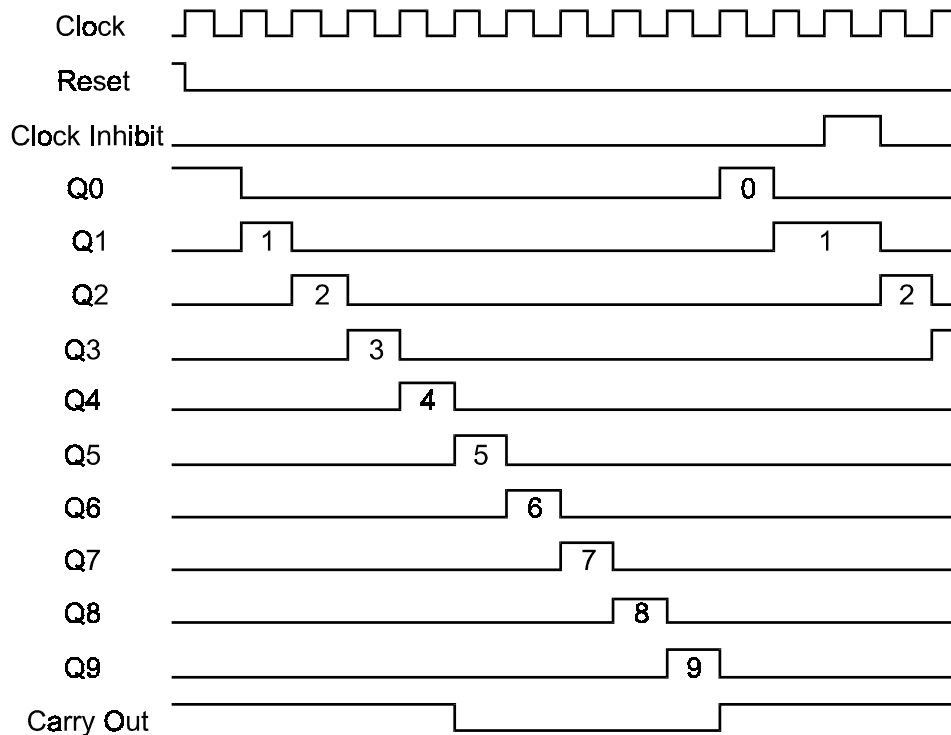 Clock
Reset
Clock Inhibit
Q0 0
Q1 1 1
Q2 2 2
Q3 3
Q4 4
Q5 5
Q6 6
Q7 7
Q8 8
Q9 9
Carry Out